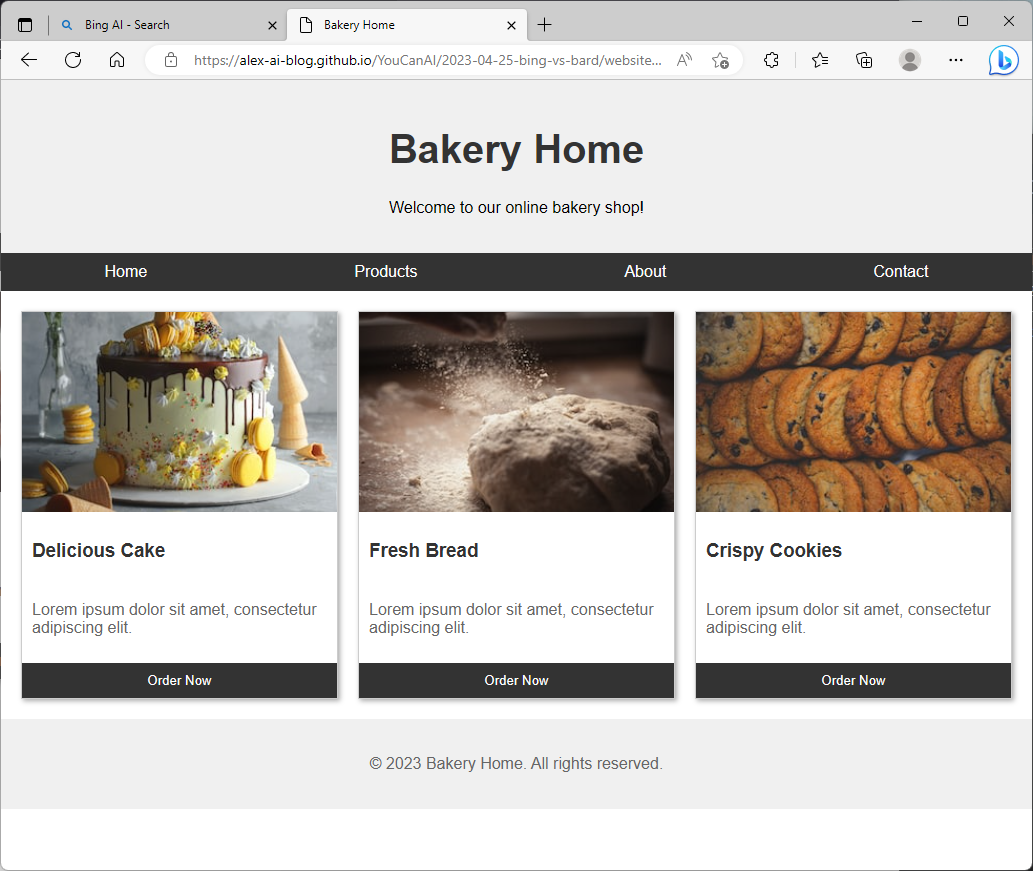 Bing AI - Search
Bakery Home
https://alex-ai-blog.github.io/YouCanAI/2023-04-25-bing-vs-bard/website...
Bakery Home
Welcome to our online bakery shop!
Home Products About Contact
Delicious Cake
Lorem ipsum dolor sit amet, consectetur
adipiscing elit.
Order Now
Fresh Bread
Lorem ipsum dolor sit amet, consectetur
adipiscing elit.
Order Now
Crispy Cookies
Lorem ipsum dolor sit amet, consectetur
adipiscing elit.
Order Now
© 2023 Bakery Home. All rights reserved.